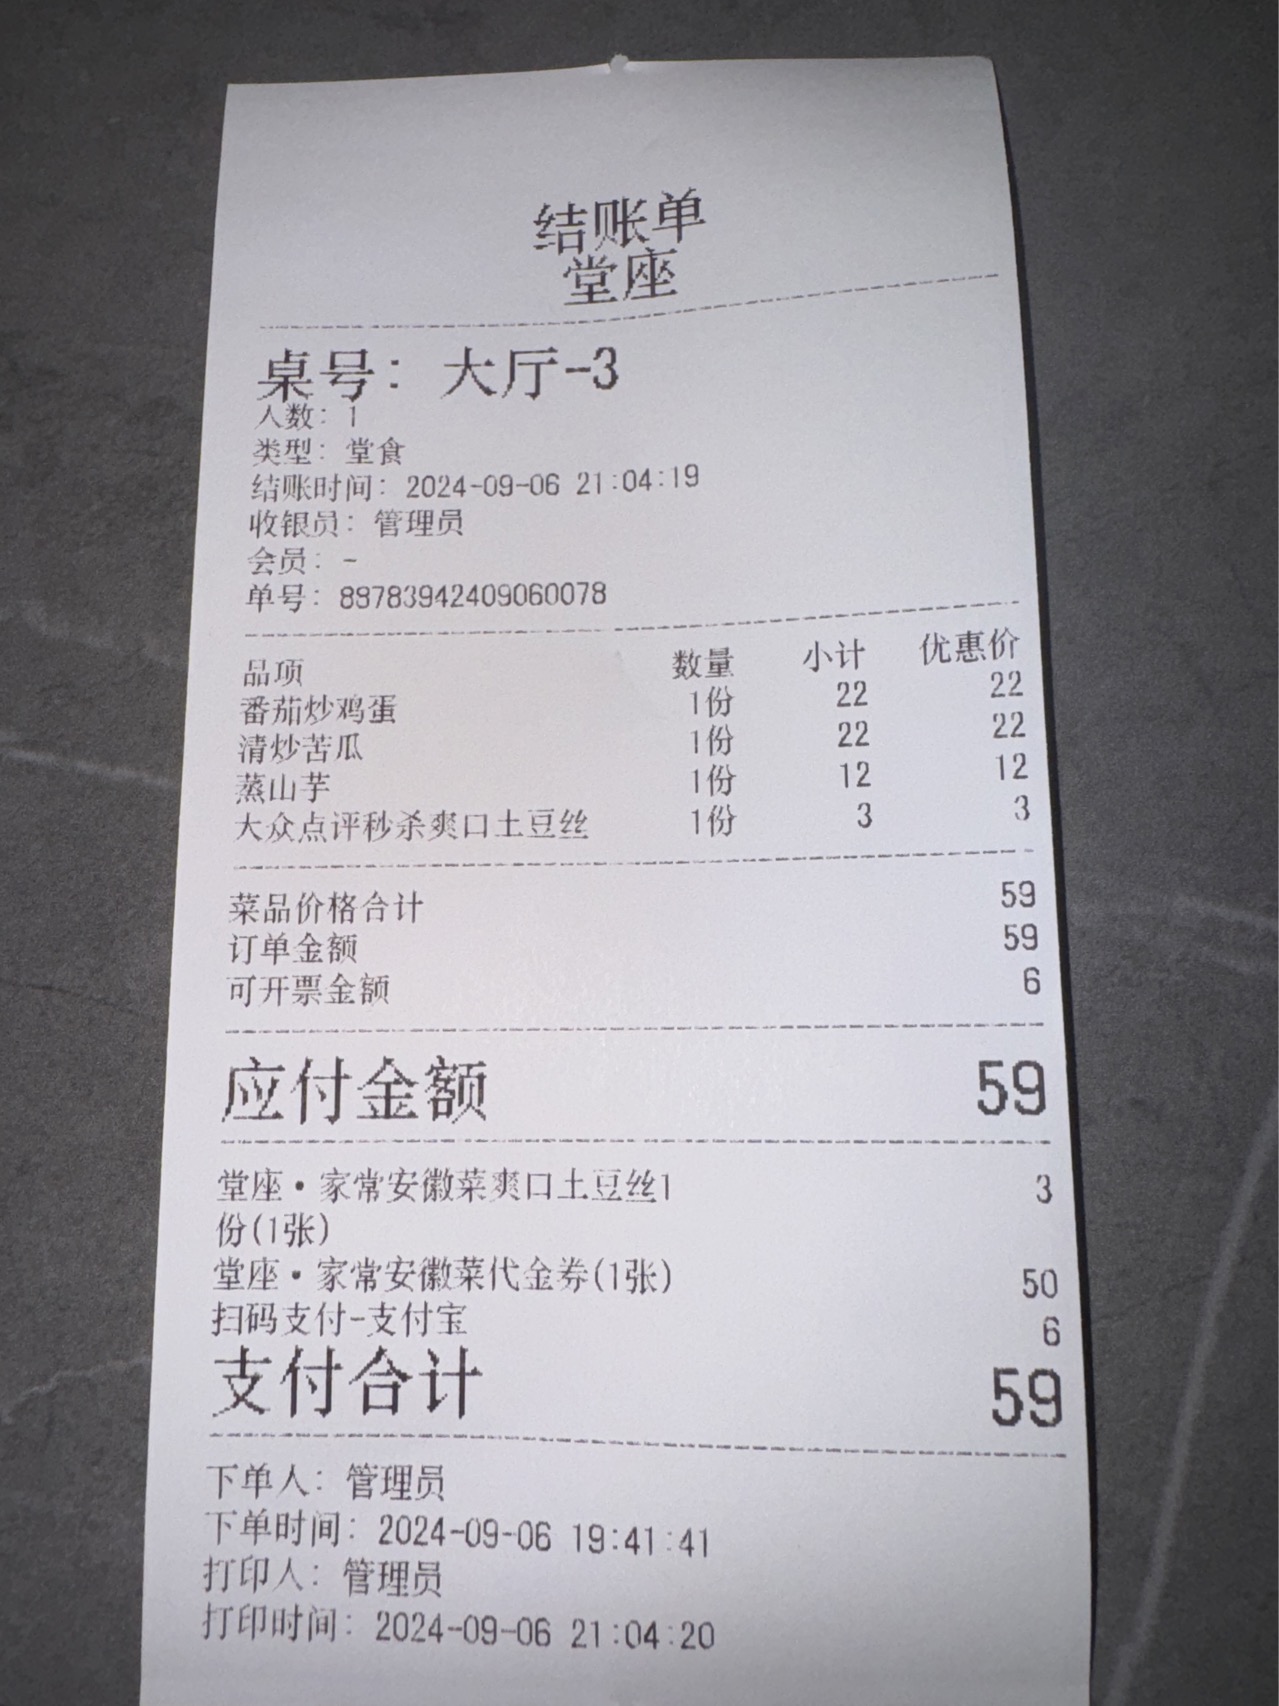 结账单
堂座
桌号：大厅-3
人数：1
类型：堂食
结账时间：2024-09-06 21:04:19
收银员：管理员
会员：-
单号：88783942409060078
品项 数量 小计 优惠价
番茄炒鸡蛋 1份 22 22
清炒苦瓜 1份 22 22
蒸山芋 1份 12 12
大众点评秒杀爽口土豆丝 1份 3 3
菜品价格合计 59
订单金额 59
可开票金额 6
应付金额 59
堂座·家常安徽菜爽口土豆丝1 3
份(1张)
堂座·家常安徽菜代金券(1张) 50
扫码支付-支付宝 6
支付合计 59
下单人：管理员
下单时间：2024-09-06 19:41:41
打印人：管理员
打印时间：2024-09-06 21:04:20